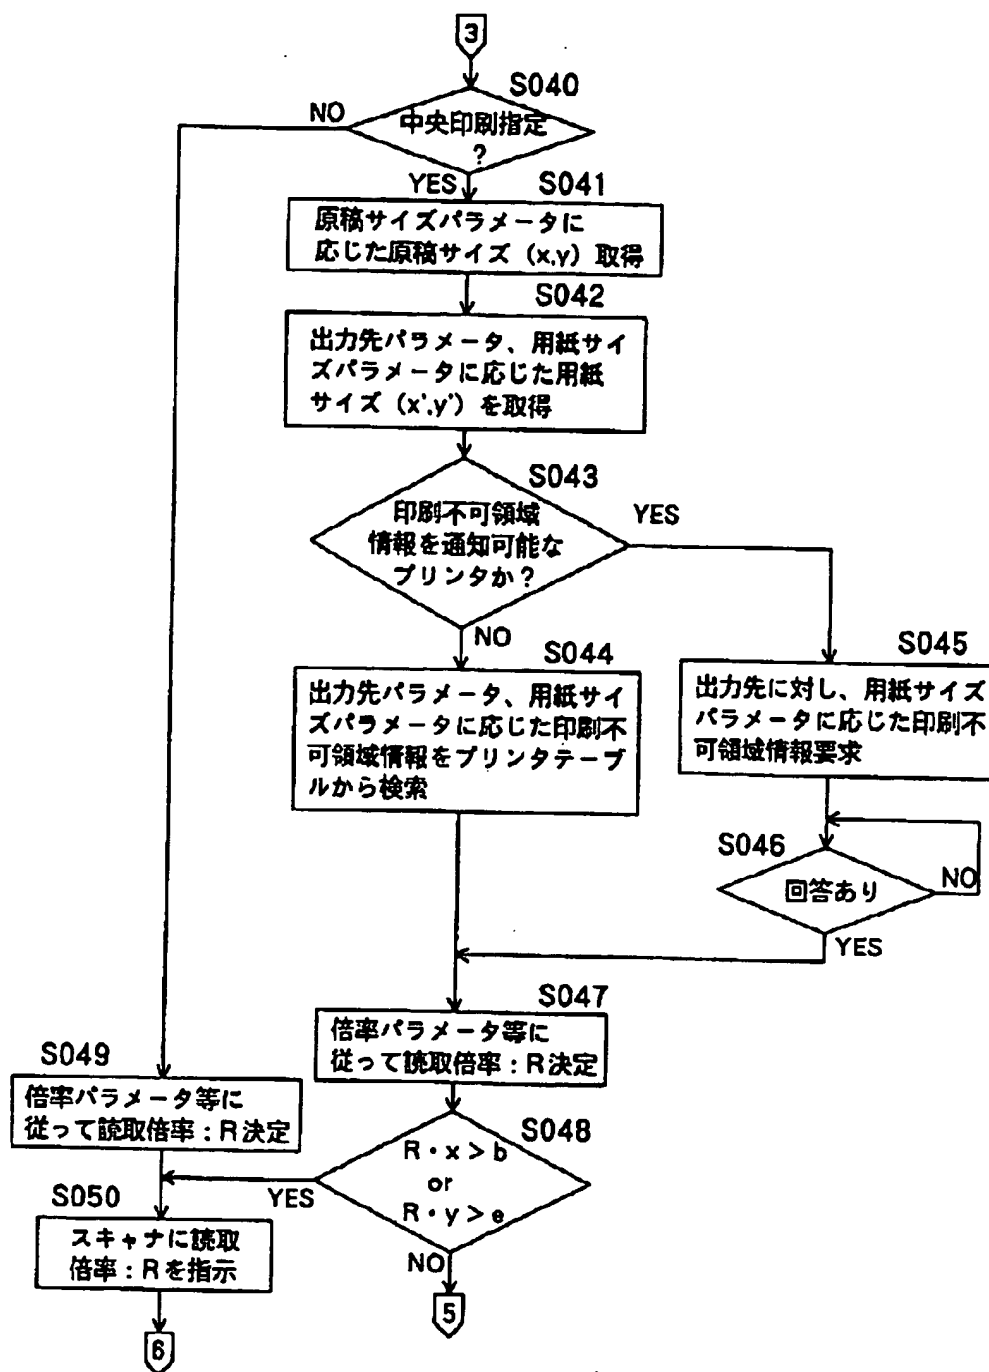 3
S040
NO
中央印刷指定
?
YES
S041
原稿サイズパラメータに
応じた原稿サイズ (x,y) 取得
S042
出力先パラメータ、用紙サイ
ズパラメータに応じた用紙
サイズ (x',y') を取得
S043
印刷不可領域
情報を通知可能な
プリンタか?
YES
NO
S044
出力先パラメータ、用紙サイ
ズパラメータに応じた印刷不
可領域情報をプリンタテーブ
ルから検索
S045
出力先に対し、用紙サイズ
パラメータに応じた印刷不
可領域情報要求
S046
回答あり
NO
YES
S047
倍率パラメータ等に
従って読取倍率:R決定
S049
倍率パラメータ等に
従って読取倍率:R決定
S048
R・x>b
or
R・y>e
YES
NO
S050
スキャナに読取
倍率:Rを指示
5
6